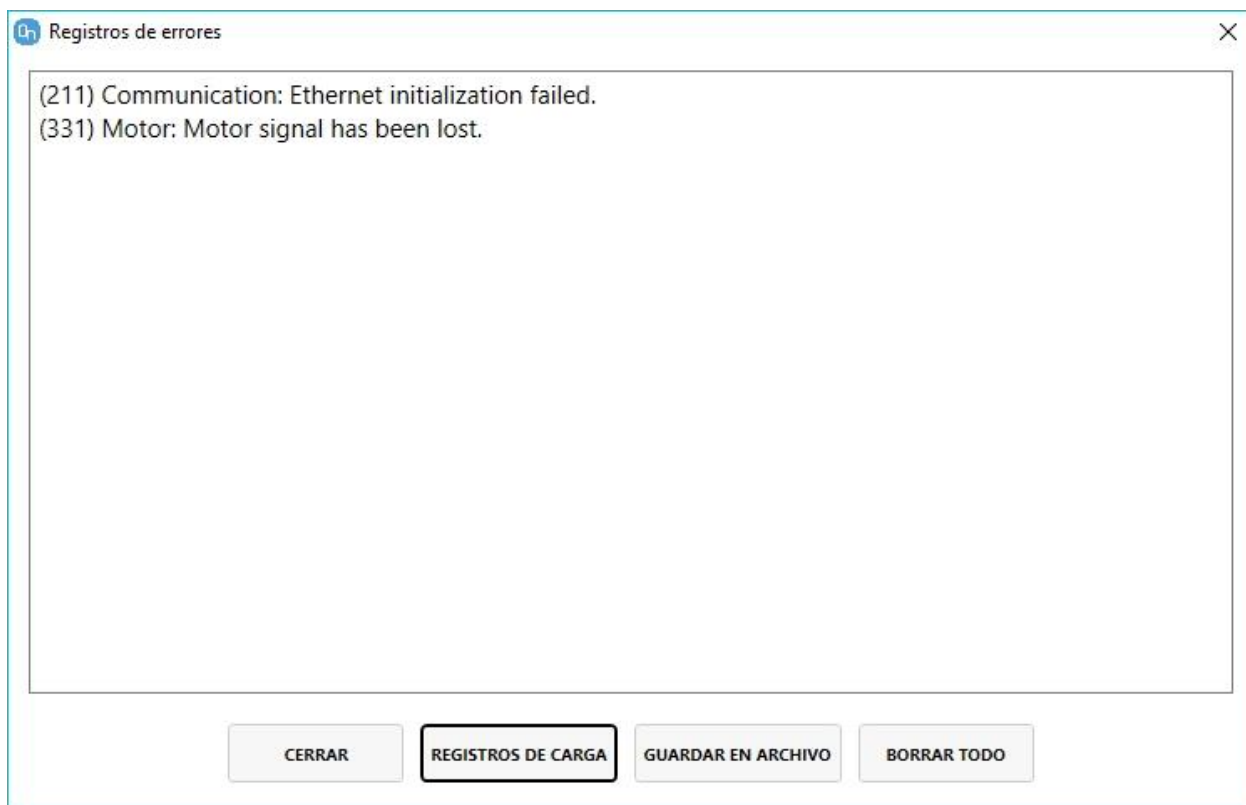 Registros de errores
(211) Communication: Ethernet initialization failed.
(331) Motor: Motor signal has been lost.
CERRAR
REGISTROS DE CARGA
GUARDAR EN ARCHIVO
BORRAR TODO